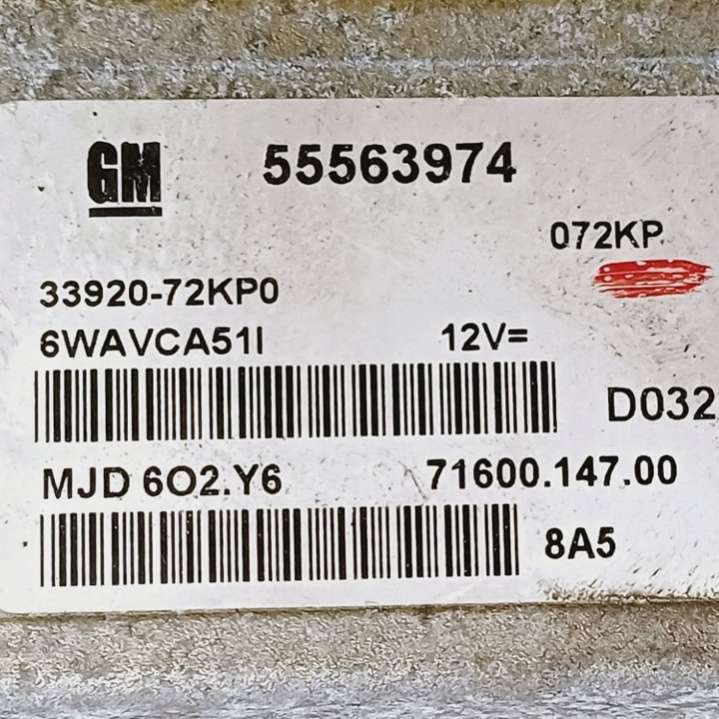 GM 55563974
072KP
33920-72KP0
6WAVCA51I 12V=
D032
MJD 6O2.Y6 71600.147.00
8A5